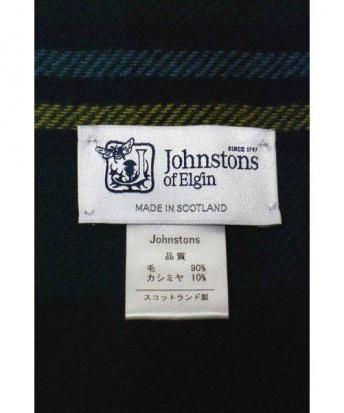 SINCE 1797
Johnstons
of Elgin
MADE IN SCOTLAND
Johnstons
品質
毛 90%
カシミヤ 10%
スコットランド製